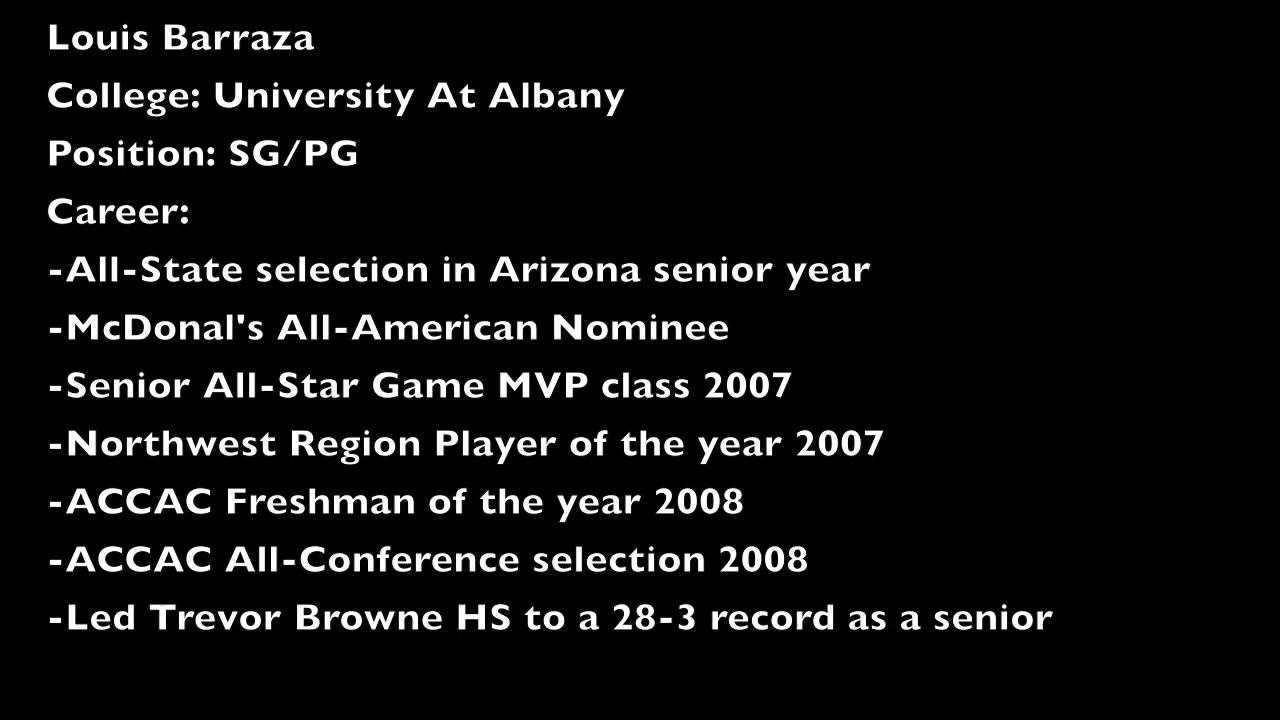 Louis Barraza
College: University At Albany
Position: SG/PG
Career:
-All-State selection in Arizona senior year
-McDonal's All-American Nominee
-Senior All-Star Game MVP class 2007
-Northwest Region Player of the year 2007
-ACCAC Freshman of the year 2008
-ACCAC All-Conference selection 2008
-Led Trevor Browne HS to a 28-3 record as a senior